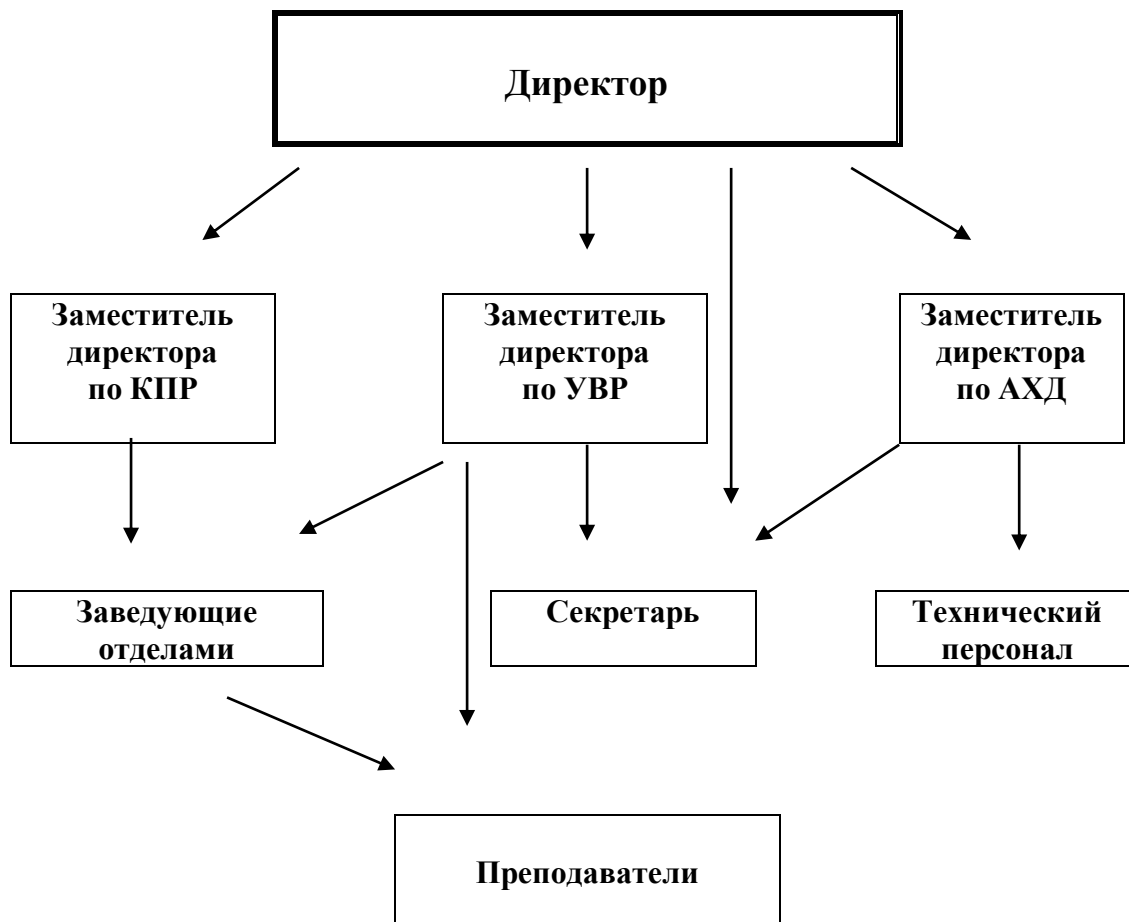 Директор
Заместитель
директора
по КПР
Заместитель
директора
по УВР
Заместитель
директора
по АХД
Заведующие
отделами
Секретарь
Технический
персонал
Преподаватели